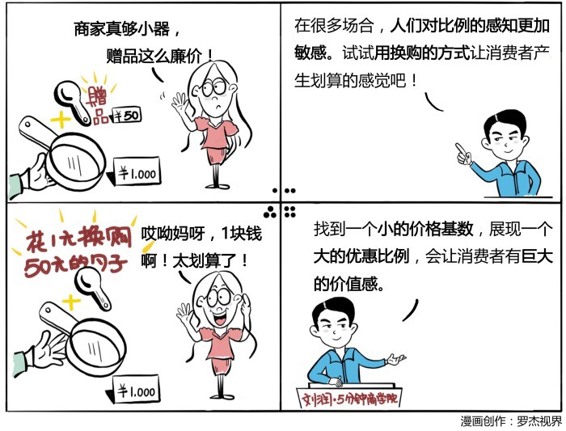 商家真够小器，
赠品这么廉价！
赠
品
¥50
¥1.000
在很多场合，人们对比例的感知更加
敏感。试试用换购的方式让消费者产
生划算的感觉吧！
花1元换购
50元的勺子
哎呦妈呀，1块钱
啊！太划算了！
¥1.000
找到一个小的价格基数，展现一个
大的优惠比例，会让消费者有巨大
的价值感。
刘润·5分钟商学院
漫画创作：罗杰视界